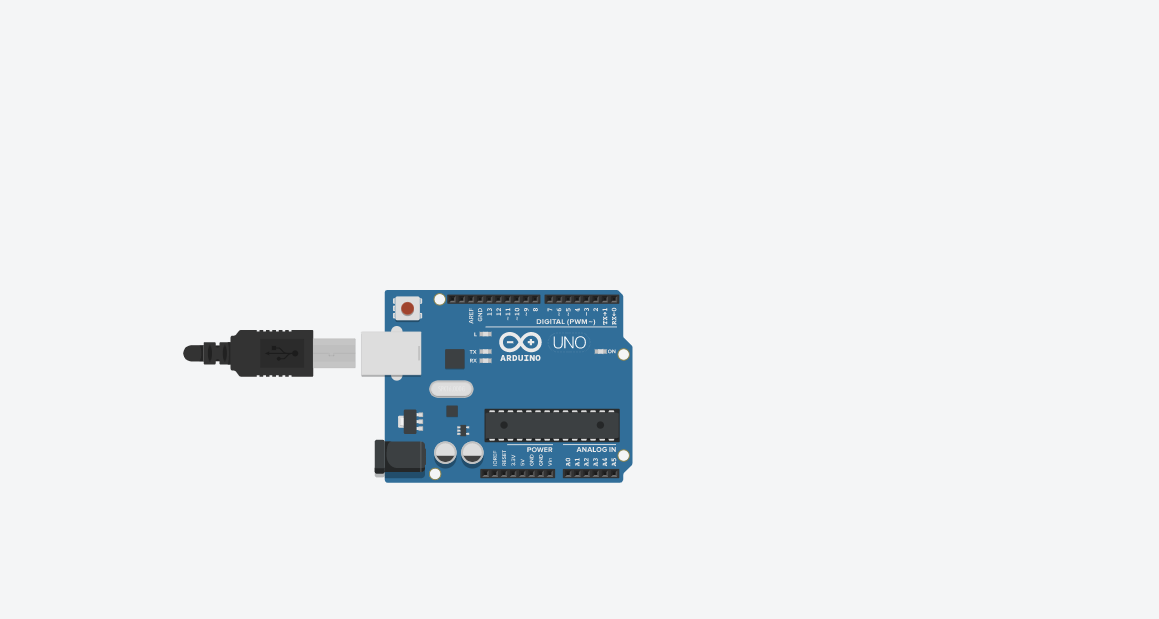 AREF
GND
13
12
~11
~10
~9
8
7
~6
~5
4
~3
2
TX→1
RX←0
DIGITAL (PWM~)
L
TX
RX
ARDUINO
UNO
ON
POWER
ANALOG IN
IOREF
RESET
3.3V
5V
GND
GND
Vin
A0
A1
A2
A3
A4
A5